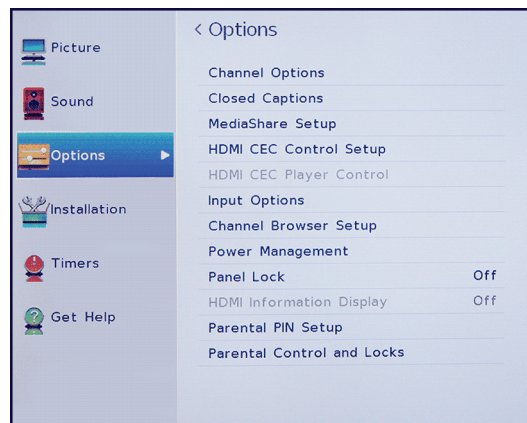 Picture
Sound
Options
Installation
Timers
Get Help
< Options
Channel Options
Closed Captions
MediaShare Setup
HDMI CEC Control Setup
HDMI CEC Player Control
Input Options
Channel Browser Setup
Power Management
Panel Lock Off
HDMI Information Display Off
Parental PIN Setup
Parental Control and Locks